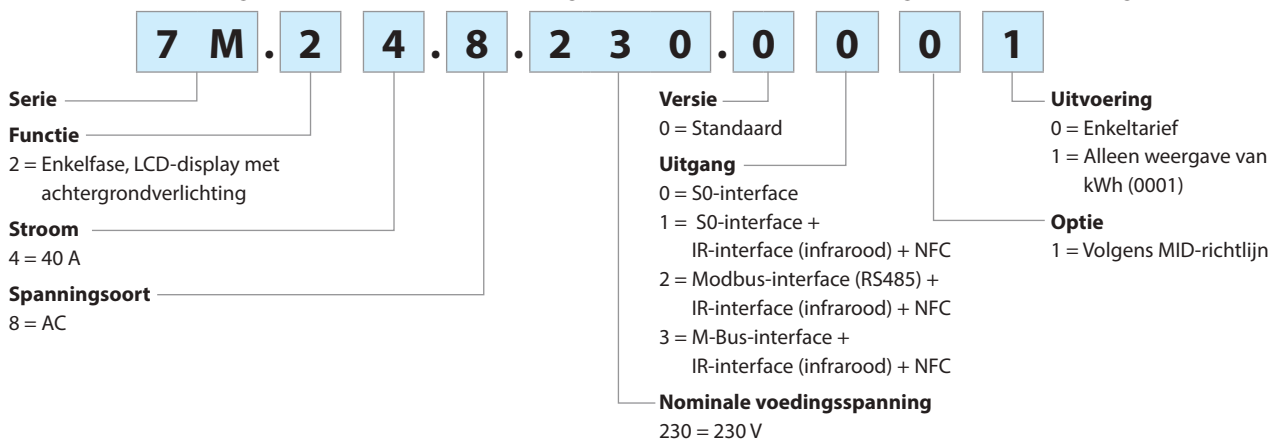 7 M . 2 4 . 8 . 2 3 0 . 0 0 0 1
Serie
Functie
2 = Enkelfase, LCD-display met
achtergrondverlichting
Stroom
4 = 40 A
Spanningsoort
8 = AC
Versie
0 = Standaard
Uitgang
0 = S0-interface
1 = S0-interface +
IR-interface (infrarood) + NFC
2 = Modbus-interface (RS485) +
IR-interface (infrarood) + NFC
3 = M-Bus-interface +
IR-interface (infrarood) + NFC
Nominale voedingsspanning
230 = 230 V
Uitvoering
0 = Enkeltarief
1 = Alleen weergave van
kWh (0001)
Optie
1 = Volgens MID-richtlijn